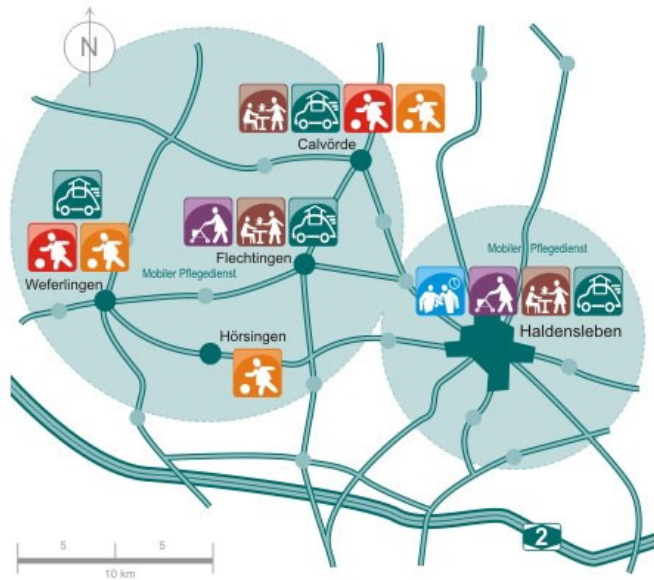 N
Calvörde
Mobiler Pflegedienst
Flechtingen
Mobiler Pflegedienst
Weferlingen
Haldensleben
Hörsingen
2
5 5
10 km